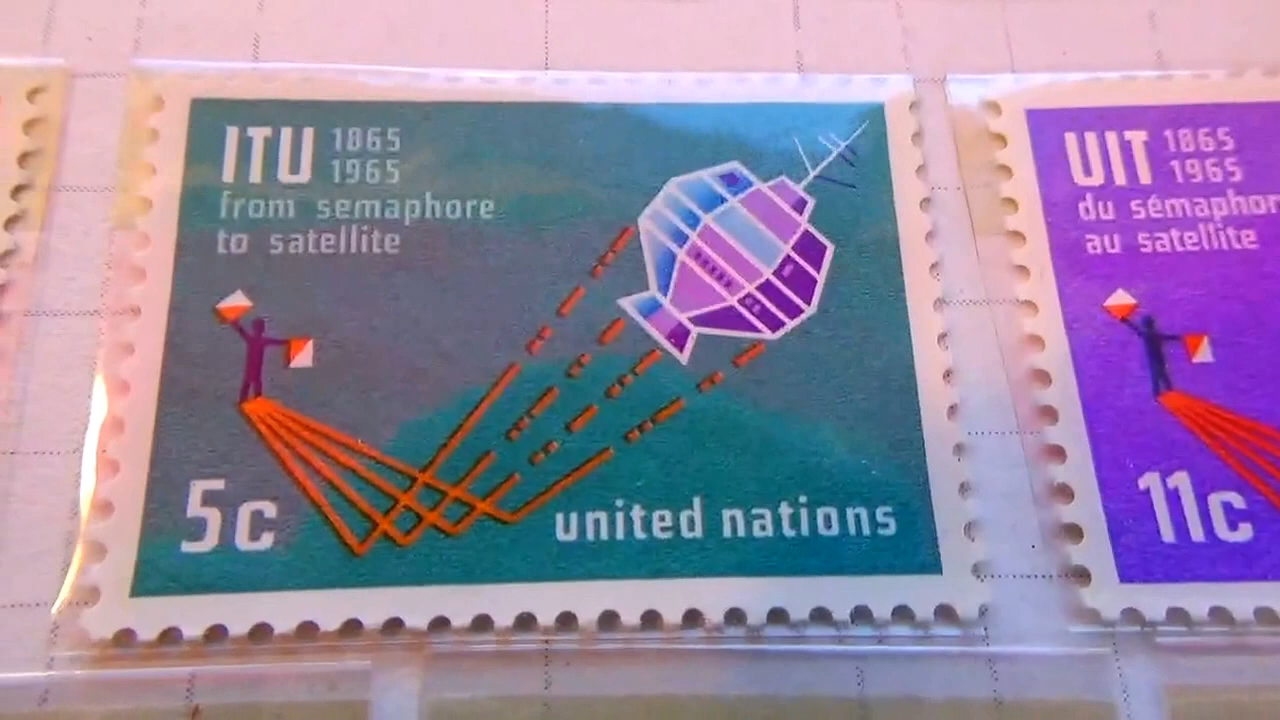 ITU 1865
1965
from semaphore
to satellite
5c
united nations
UIT 1865
1965
du sémaphor
au satellite
11c